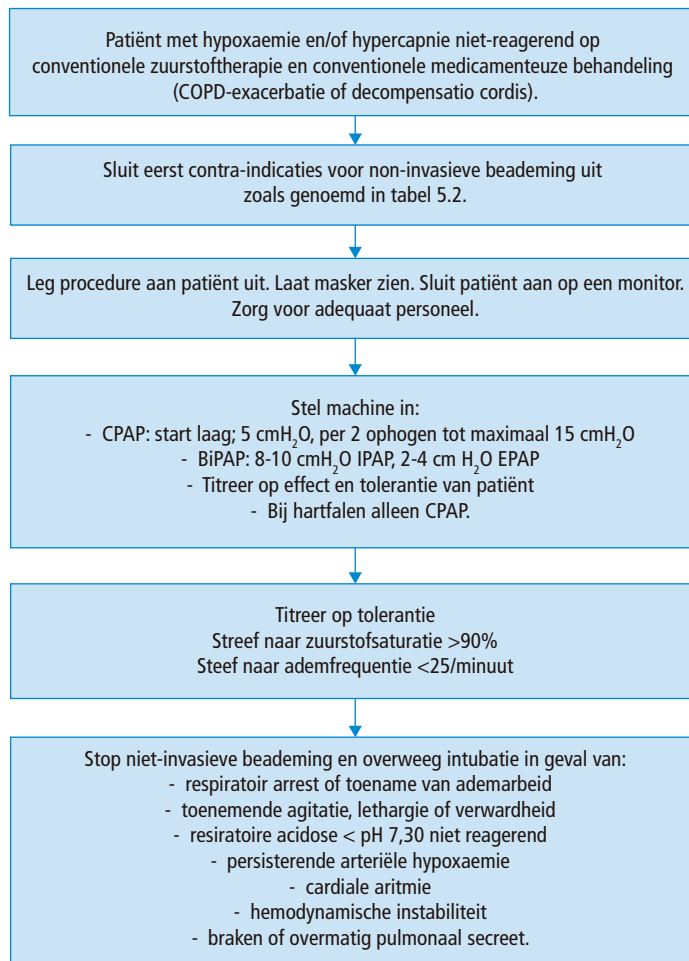 Patiënt met hypoxaemie en/of hypercapnie niet-reagerend op
conventionele zuurstoftherapie en conventionele medicamenteuze behandeling
(COPD-exacerbatie of decompensatio cordis).
Sluit eerst contra-indicaties voor non-invasieve beademing uit
zoals genoemd in tabel 5.2.
Leg procedure aan patiënt uit. Laat masker zien. Sluit patiënt aan op een monitor.
Zorg voor adequaat personeel.
Stel machine in:
- CPAP: start laag; 5 cmH₂O, per 2 ophogen tot maximaal 15 cmH₂O
- BiPAP: 8-10 cmH₂O IPAP, 2-4 cm H₂O EPAP
- Titreer op effect en tolerantie van patiënt
- Bij hartfalen alleen CPAP.
Titreer op tolerantie
Streef naar zuurstofsaturatie >90%
Steef naar ademfrequentie <25/minuut
Stop niet-invasieve beademing en overweeg intubatie in geval van:
- respiratoir arrest of toename van ademarbeid
- toenemende agitatie, lethargie of verwardheid
- resiratoire acidose < pH 7,30 niet reagerend
- persisterende arteriële hypoxaemie
- cardiale aritmie
- hemodynamische instabiliteit
- braken of overmatig pulmonaal secreet.